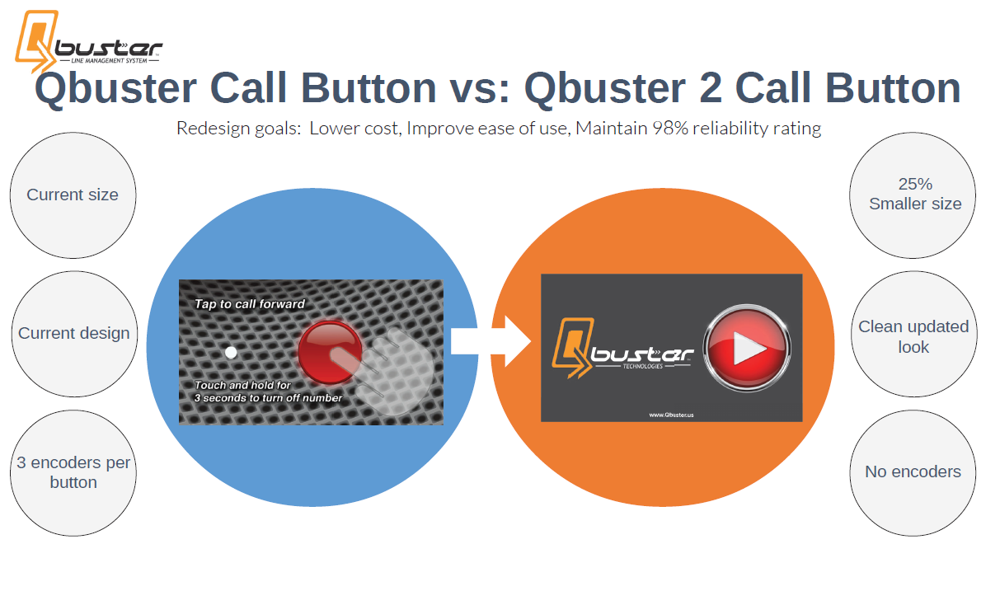 Qbuster
LINE MANAGEMENT SYSTEM
Qbuster Call Button vs: Qbuster 2 Call Button
Redesign goals: Lower cost, Improve ease of use, Maintain 98% reliability rating
Current size
Current design
3 encoders per
button
Tap to call forward
Touch and hold for
3 seconds to turn off number
Qbuster
TECHNOLOGIES
www.Qbuster.us
25%
Smaller size
Clean updated
look
No encoders